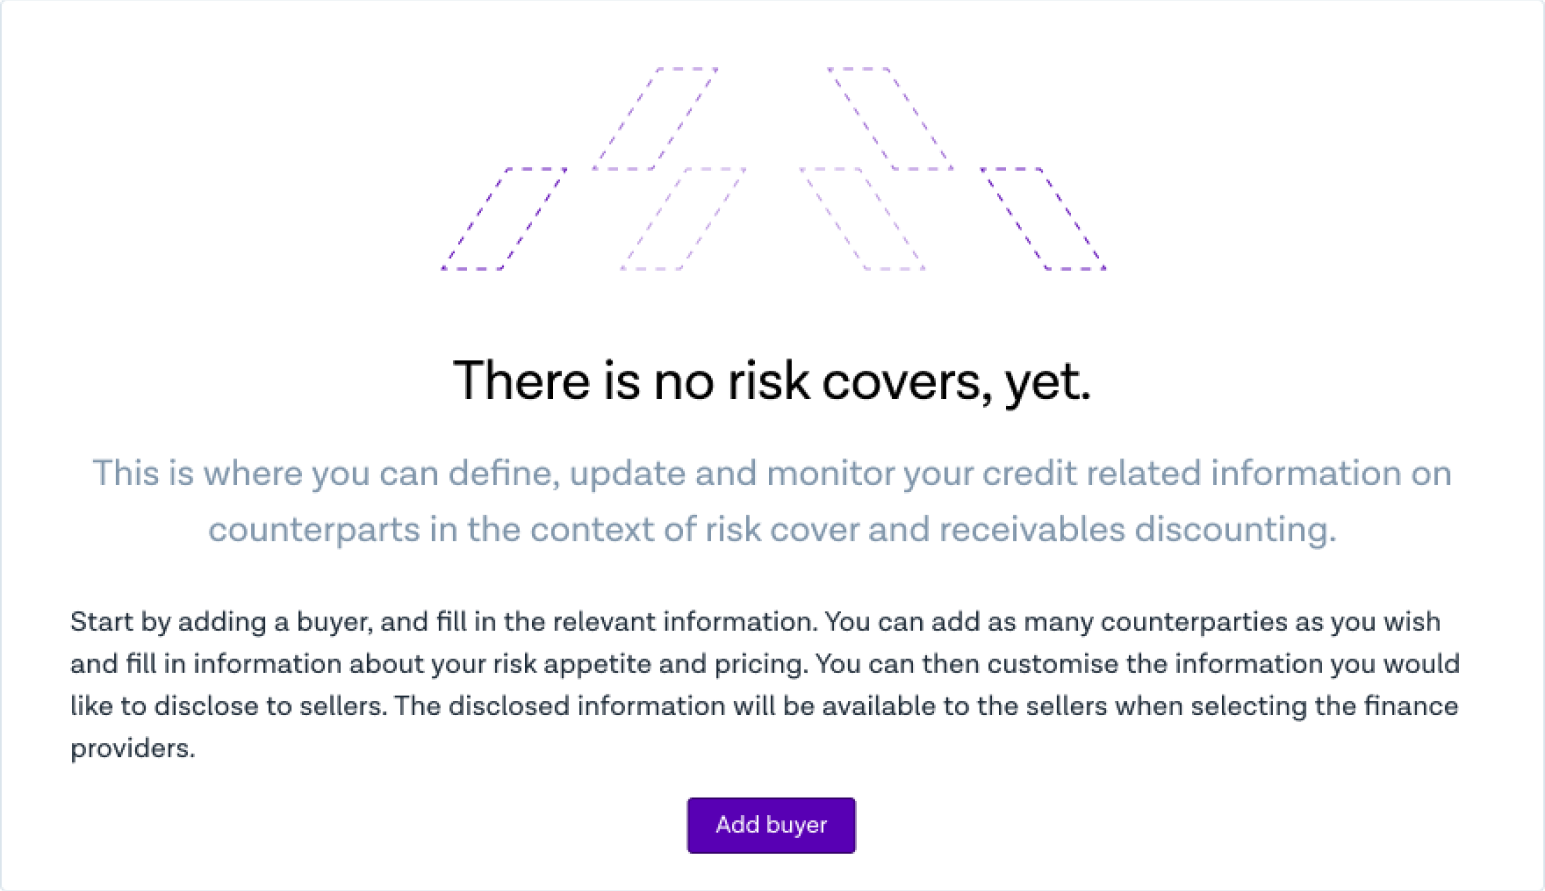 There is no risk covers, yet.
This is where you can define, update and monitor your credit related information on
counterparts in the context of risk cover and receivables discounting.
Start by adding a buyer, and fill in the relevant information. You can add as many counterparties as you wish
and fill in information about your risk appetite and pricing. You can then customise the information you would
like to disclose to sellers. The disclosed information will be available to the sellers when selecting the finance
providers.
Add buyer